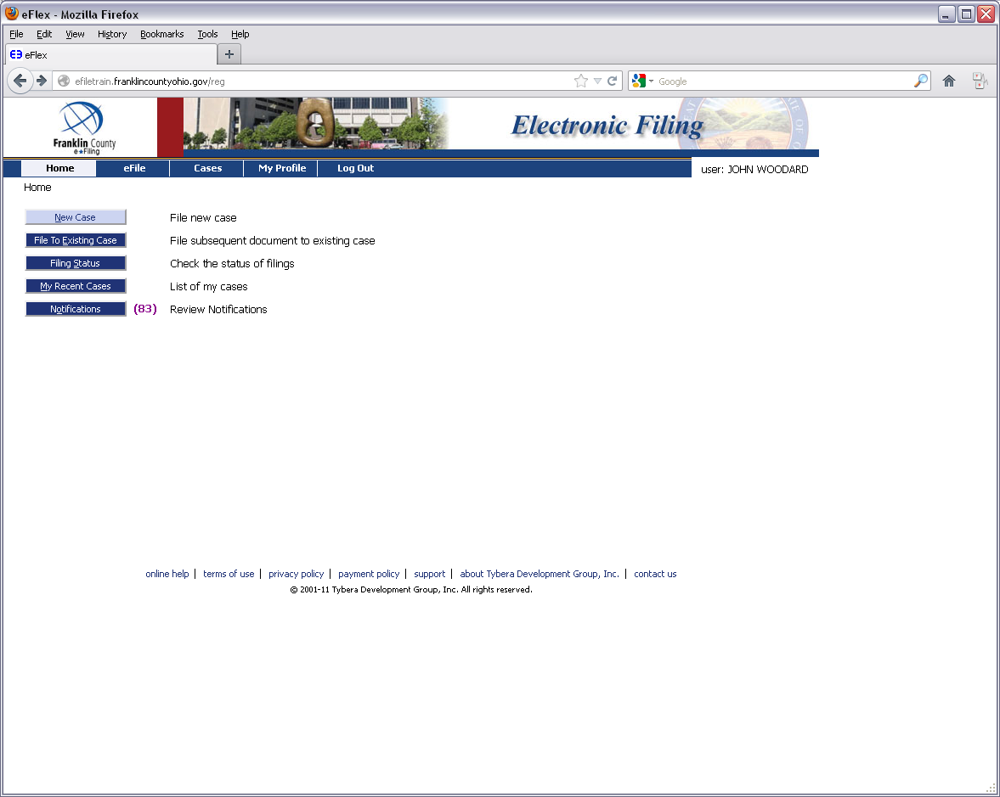 eFlex - Mozilla Firefox
File Edit View History Bookmarks Tools Help
eFlex
efiletrain.franklincountyohio.gov/reg Google
Franklin County
e★Filing
Electronic Filing
Home eFile Cases My Profile Log Out user: JOHN WOODARD
Home
New Case File new case
File To Existing Case File subsequent document to existing case
Filing Status Check the status of filings
My Recent Cases List of my cases
Notifications (83) Review Notifications
online help | terms of use | privacy policy | payment policy | support | about Tybera Development Group, Inc. | contact us
© 2001-11 Tybera Development Group, Inc. All rights reserved.